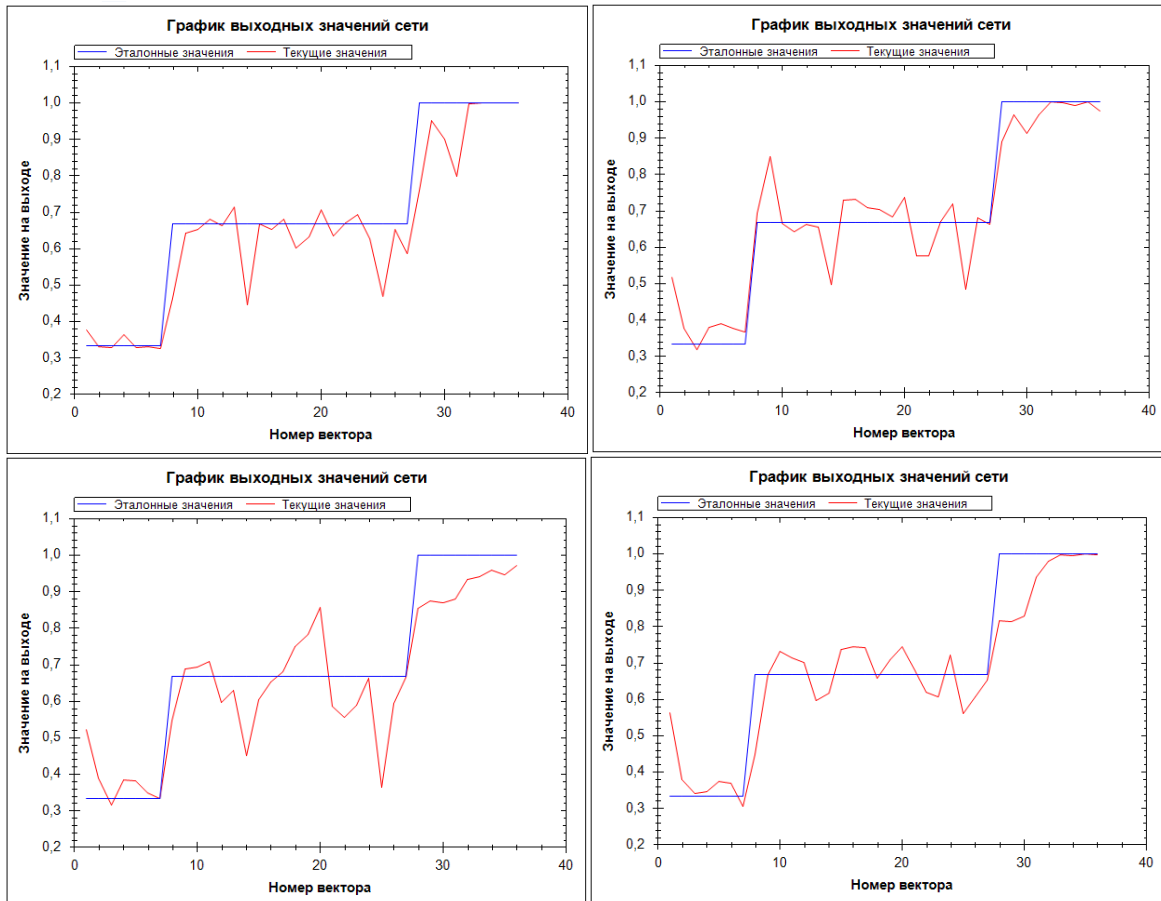 График выходных значений сети
Эталонные значения Текущие значения
1,1
1,0
0,9
0,8
0,7
0,6
0,5
0,4
0,3
0,2
Значение на выходе
0 10 20 30 40
Номер вектора
График выходных значений сети
Эталонные значения Текущие значения
1,1
1,0
0,9
0,8
0,7
0,6
0,5
0,4
0,3
0,2
Значение на выходе
0 10 20 30 40
Номер вектора
График выходных значений сети
Эталонные значения Текущие значения
1,1
1,0
0,9
0,8
0,7
0,6
0,5
0,4
0,3
0,2
Значение на выходе
0 10 20 30 40
Номер вектора
График выходных значений сети
Эталонные значения Текущие значения
1,1
1,0
0,9
0,8
0,7
0,6
0,5
0,4
0,3
0,2
Значение на выходе
0 10 20 30 40
Номер вектора